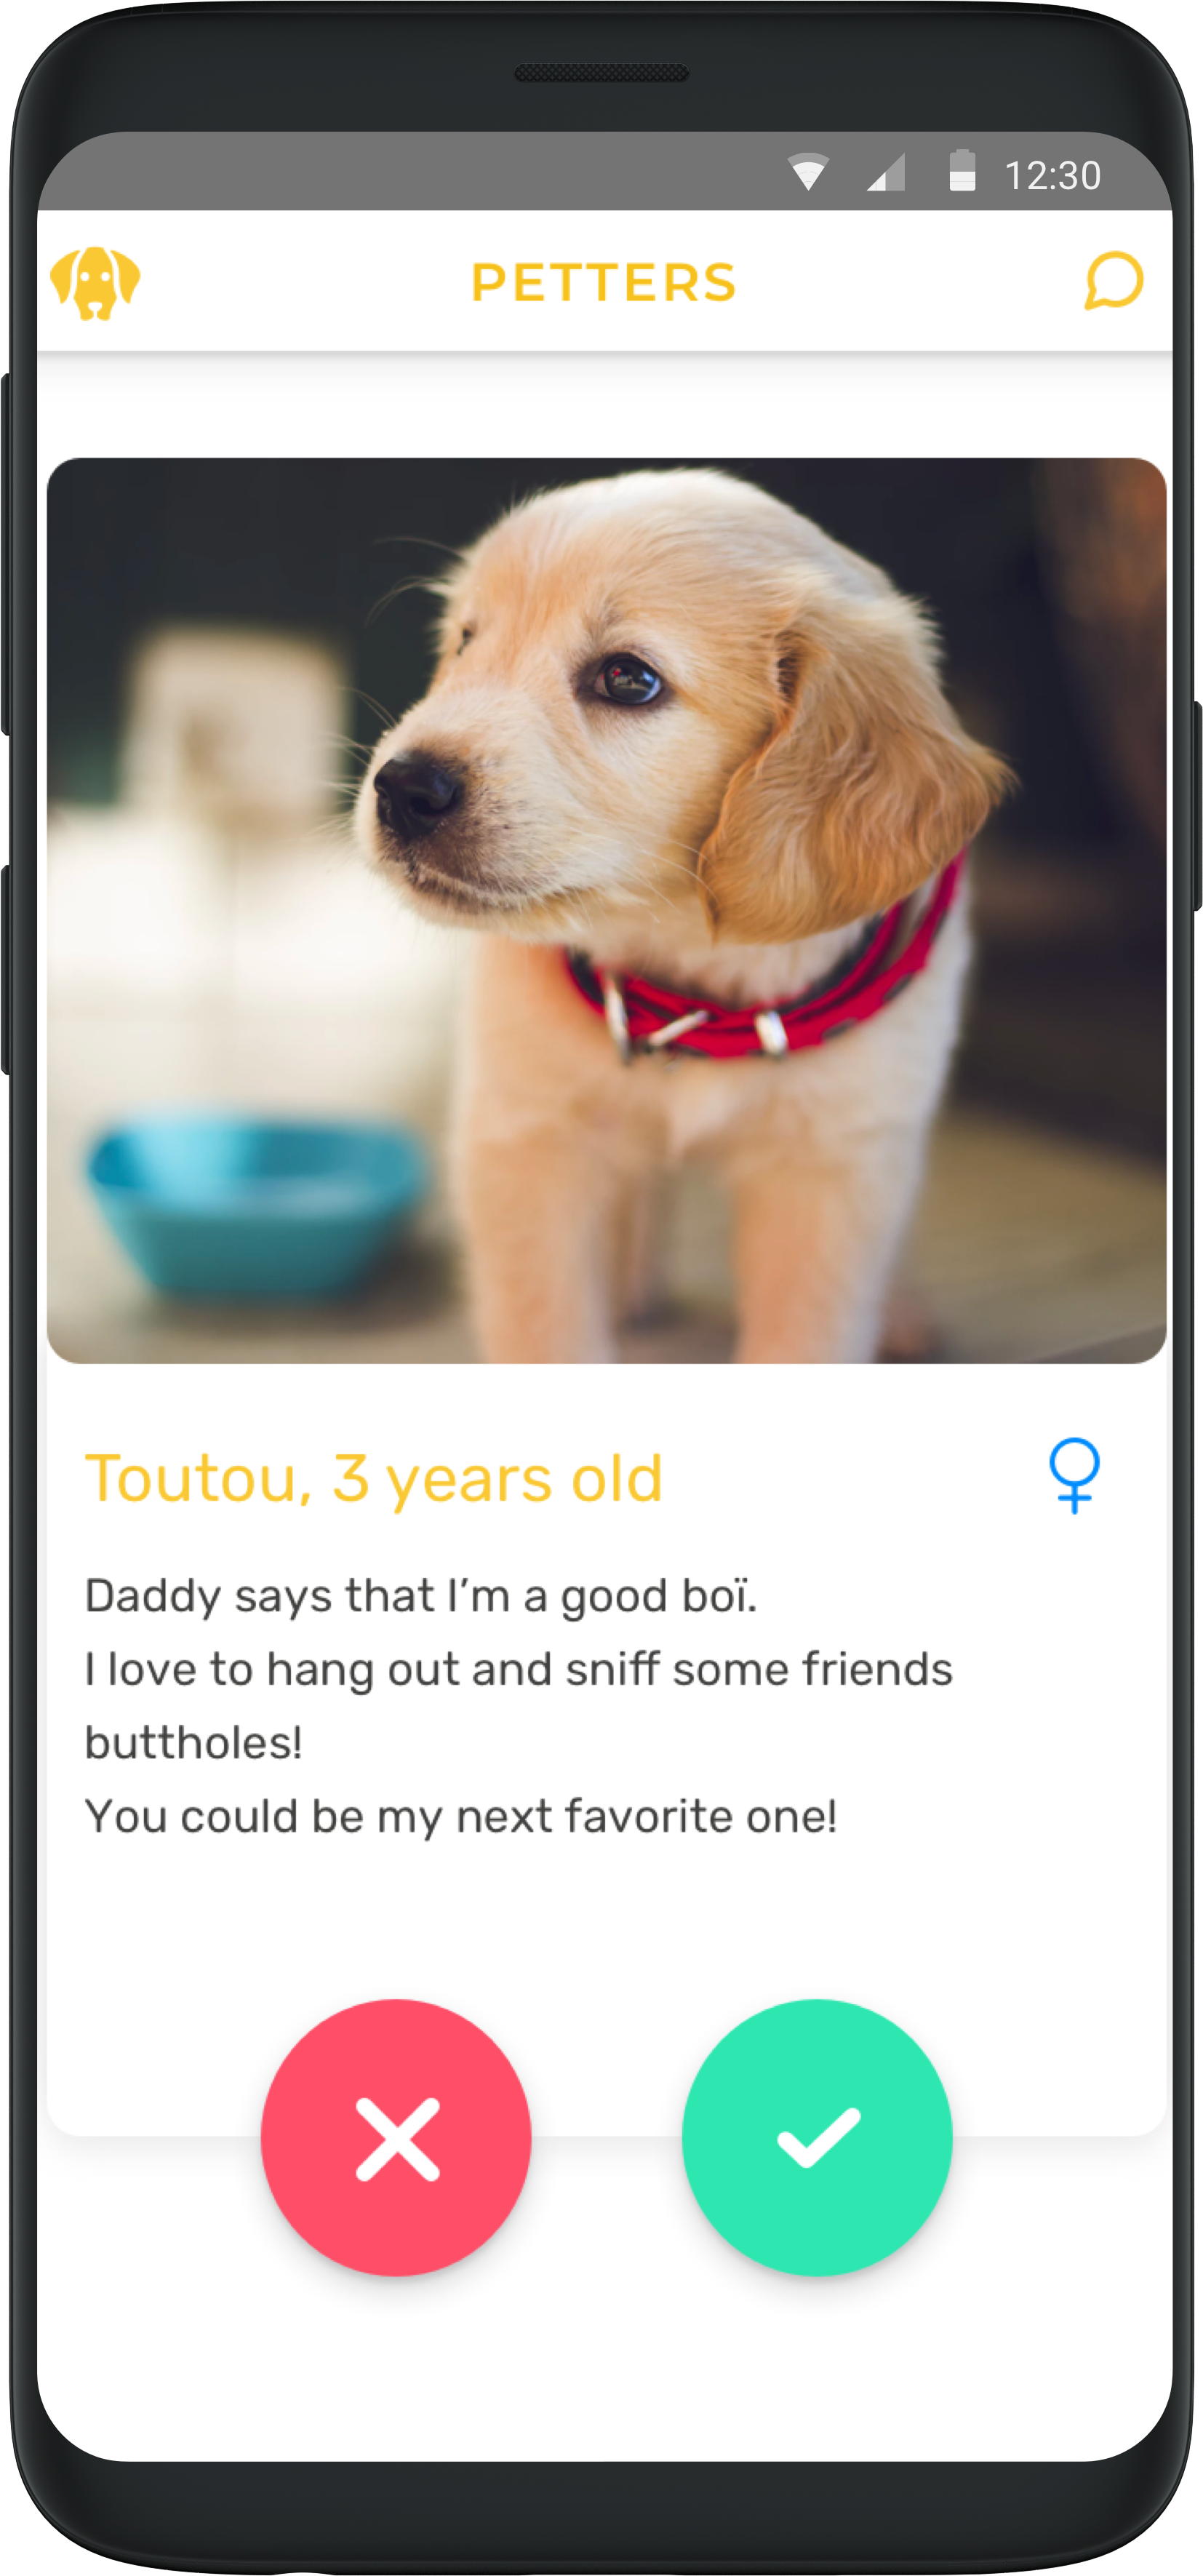 12:30
PETTERS
Toutou, 3 years old
Daddy says that I’m a good boï.
I love to hang out and sniff some friends
buttholes!
You could be my next favorite one!